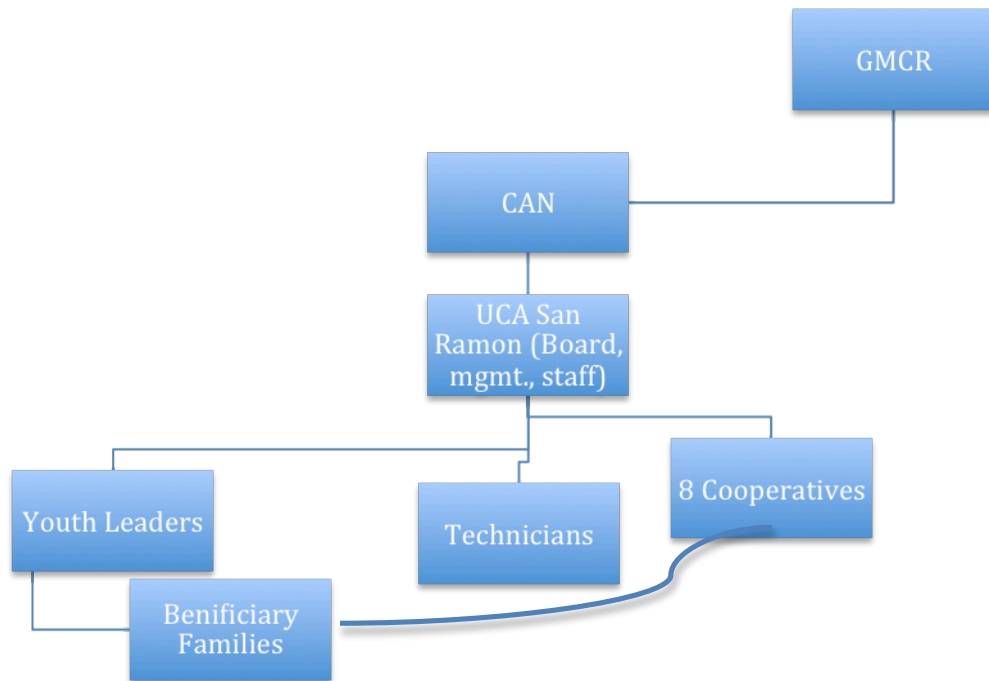 GMCR
CAN
UCA San
Ramon (Board,
mgmt., staff)
Youth Leaders
Technicians
8 Cooperatives
Benificiary
Families